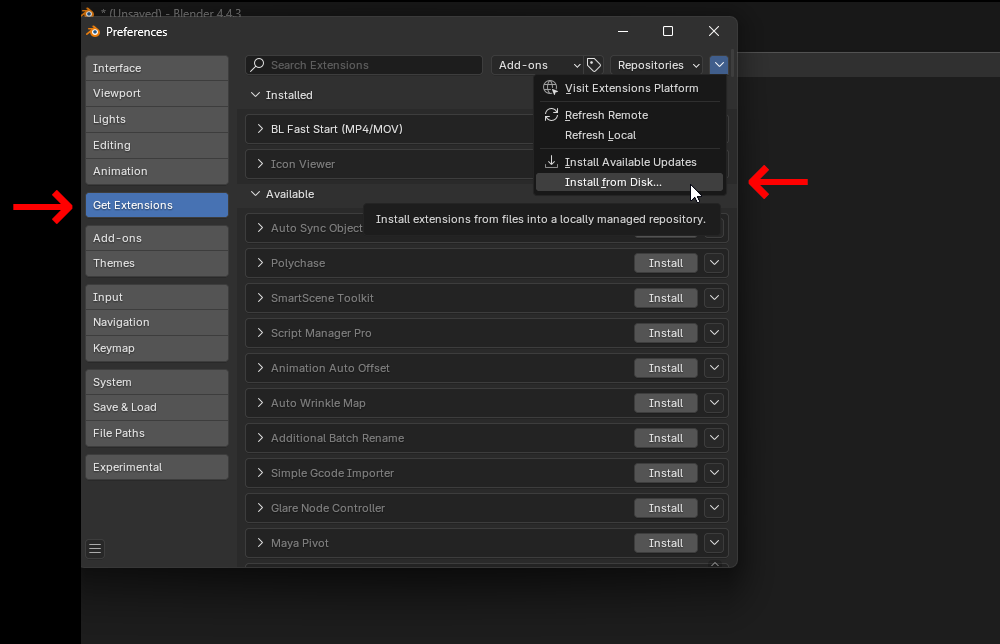 * (Unsaved) - Blender 4.4.3
Preferences
Interface
Viewport
Lights
Editing
Animation
Get Extensions
Add-ons
Themes
Input
Navigation
Keymap
System
Save & Load
File Paths
Experimental
Search Extensions
Add-ons
Repositories
Visit Extensions Platform
Refresh Remote
Refresh Local
Install Available Updates
Install from Disk...
Install extensions from files into a locally managed repository.
Installed
BL Fast Start (MP4/MOV)
Icon Viewer
Available
Auto Sync Object
Polychase Install
SmartScene Toolkit Install
Script Manager Pro Install
Animation Auto Offset Install
Auto Wrinkle Map Install
Additional Batch Rename Install
Simple Gcode Importer Install
Glare Node Controller Install
Maya Pivot Install